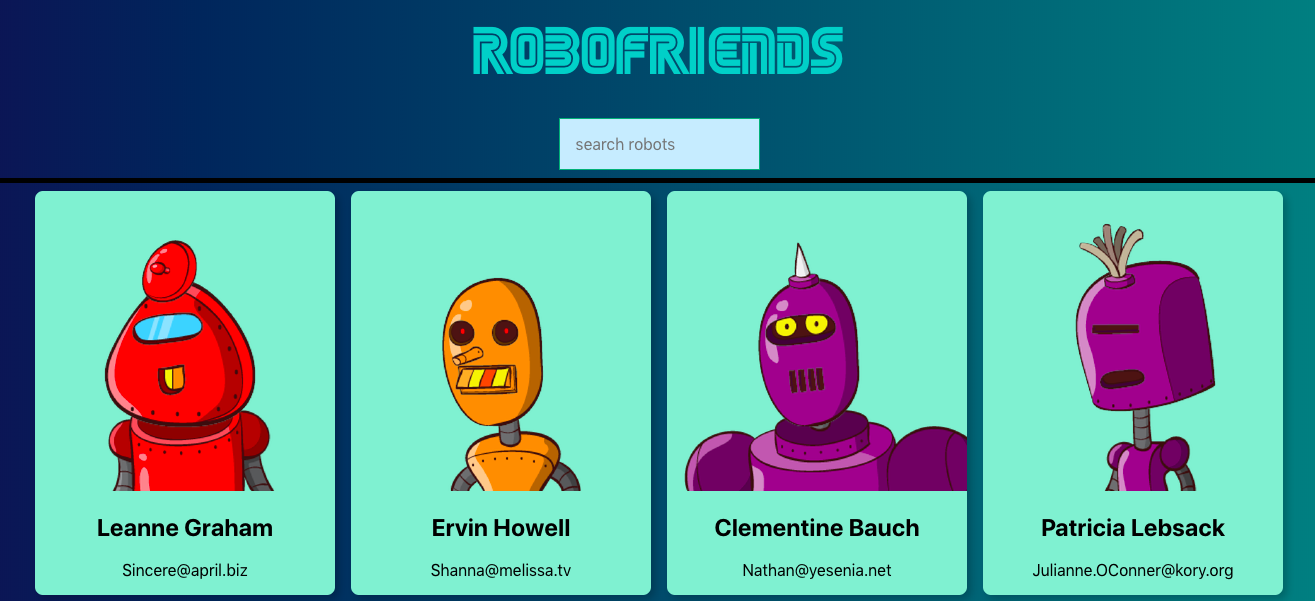 ROBOFRIENDS
search robots
Leanne Graham
Sincere@april.biz
Ervin Howell
Shanna@melissa.tv
Clementine Bauch
Nathan@yesenia.net
Patricia Lebsack
Julianne.OConner@kory.org